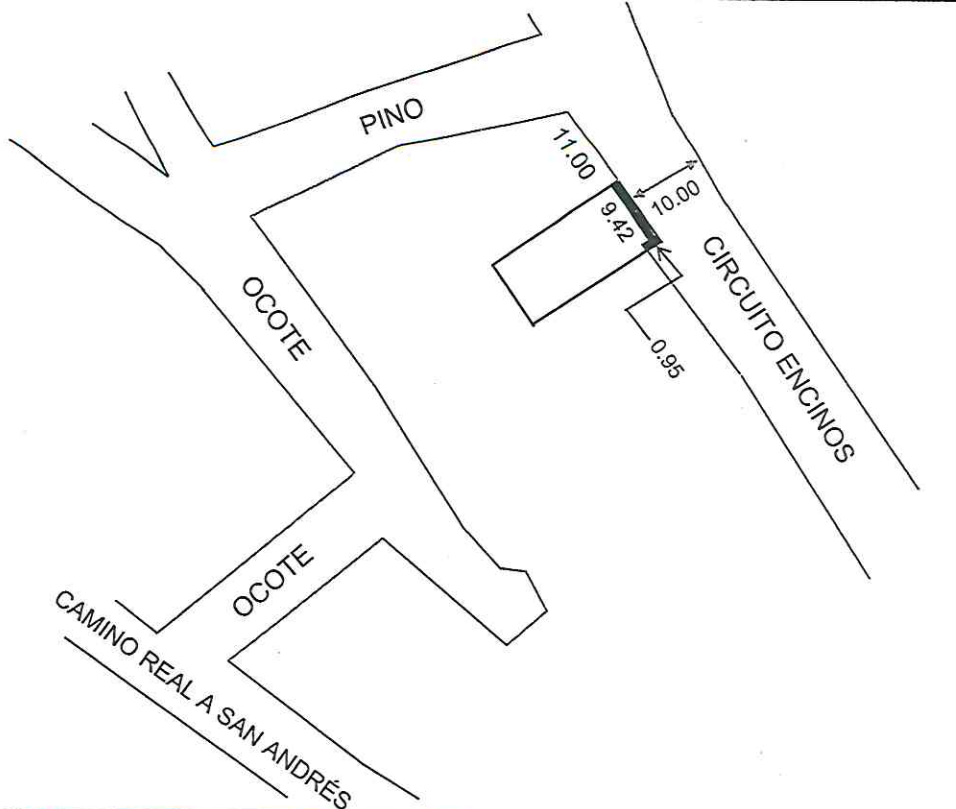 PINO
11.00
10.00
9.42
CIRCUITO ENCINOS
OCOTE
0.95
OCOTE
CAMINO REAL A SAN ANDRÉS